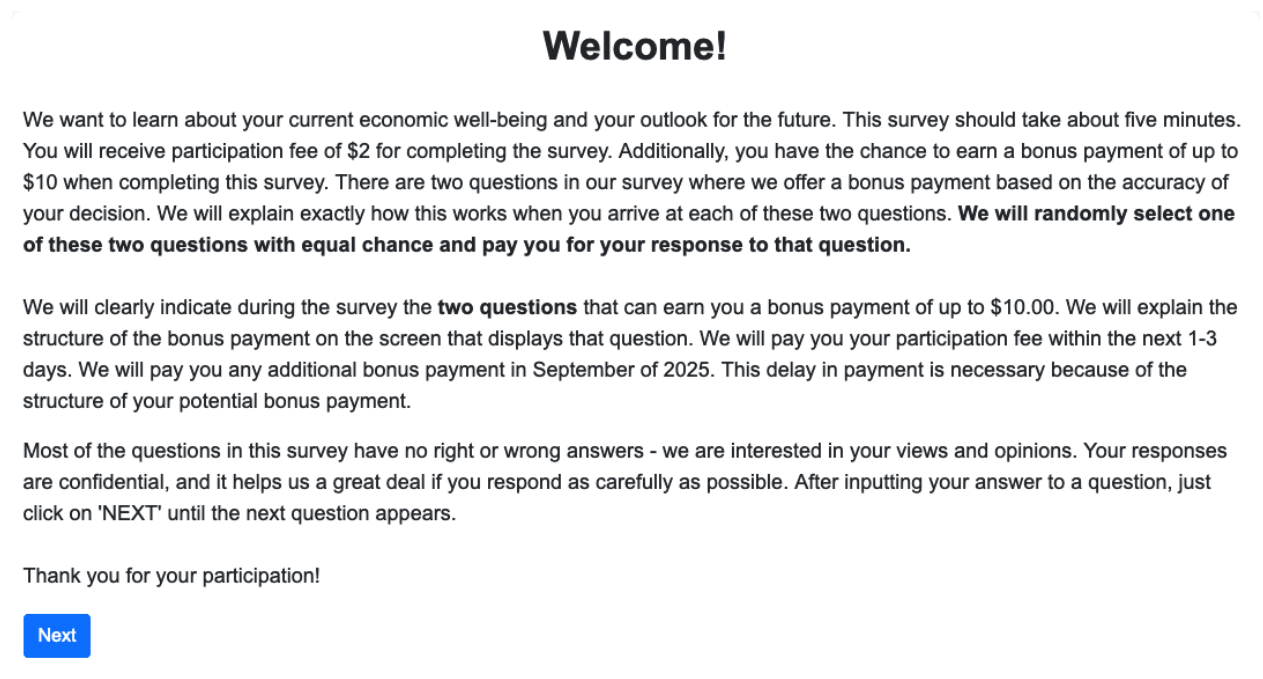 Welcome!
We want to learn about your current economic well-being and your outlook for the future. This survey should take about five minutes.
You will receive participation fee of $2 for completing the survey. Additionally, you have the chance to earn a bonus payment of up to
$10 when completing this survey. There are two questions in our survey where we offer a bonus payment based on the accuracy of
your decision. We will explain exactly how this works when you arrive at each of these two questions. We will randomly select one
of these two questions with equal chance and pay you for your response to that question.
We will clearly indicate during the survey the two questions that can earn you a bonus payment of up to $10.00. We will explain the
structure of the bonus payment on the screen that displays that question. We will pay you your participation fee within the next 1-3
days. We will pay you any additional bonus payment in September of 2025. This delay in payment is necessary because of the
structure of your potential bonus payment.
Most of the questions in this survey have no right or wrong answers - we are interested in your views and opinions. Your responses
are confidential, and it helps us a great deal if you respond as carefully as possible. After inputting your answer to a question, just
click on 'NEXT' until the next question appears.
Thank you for your participation!
Next